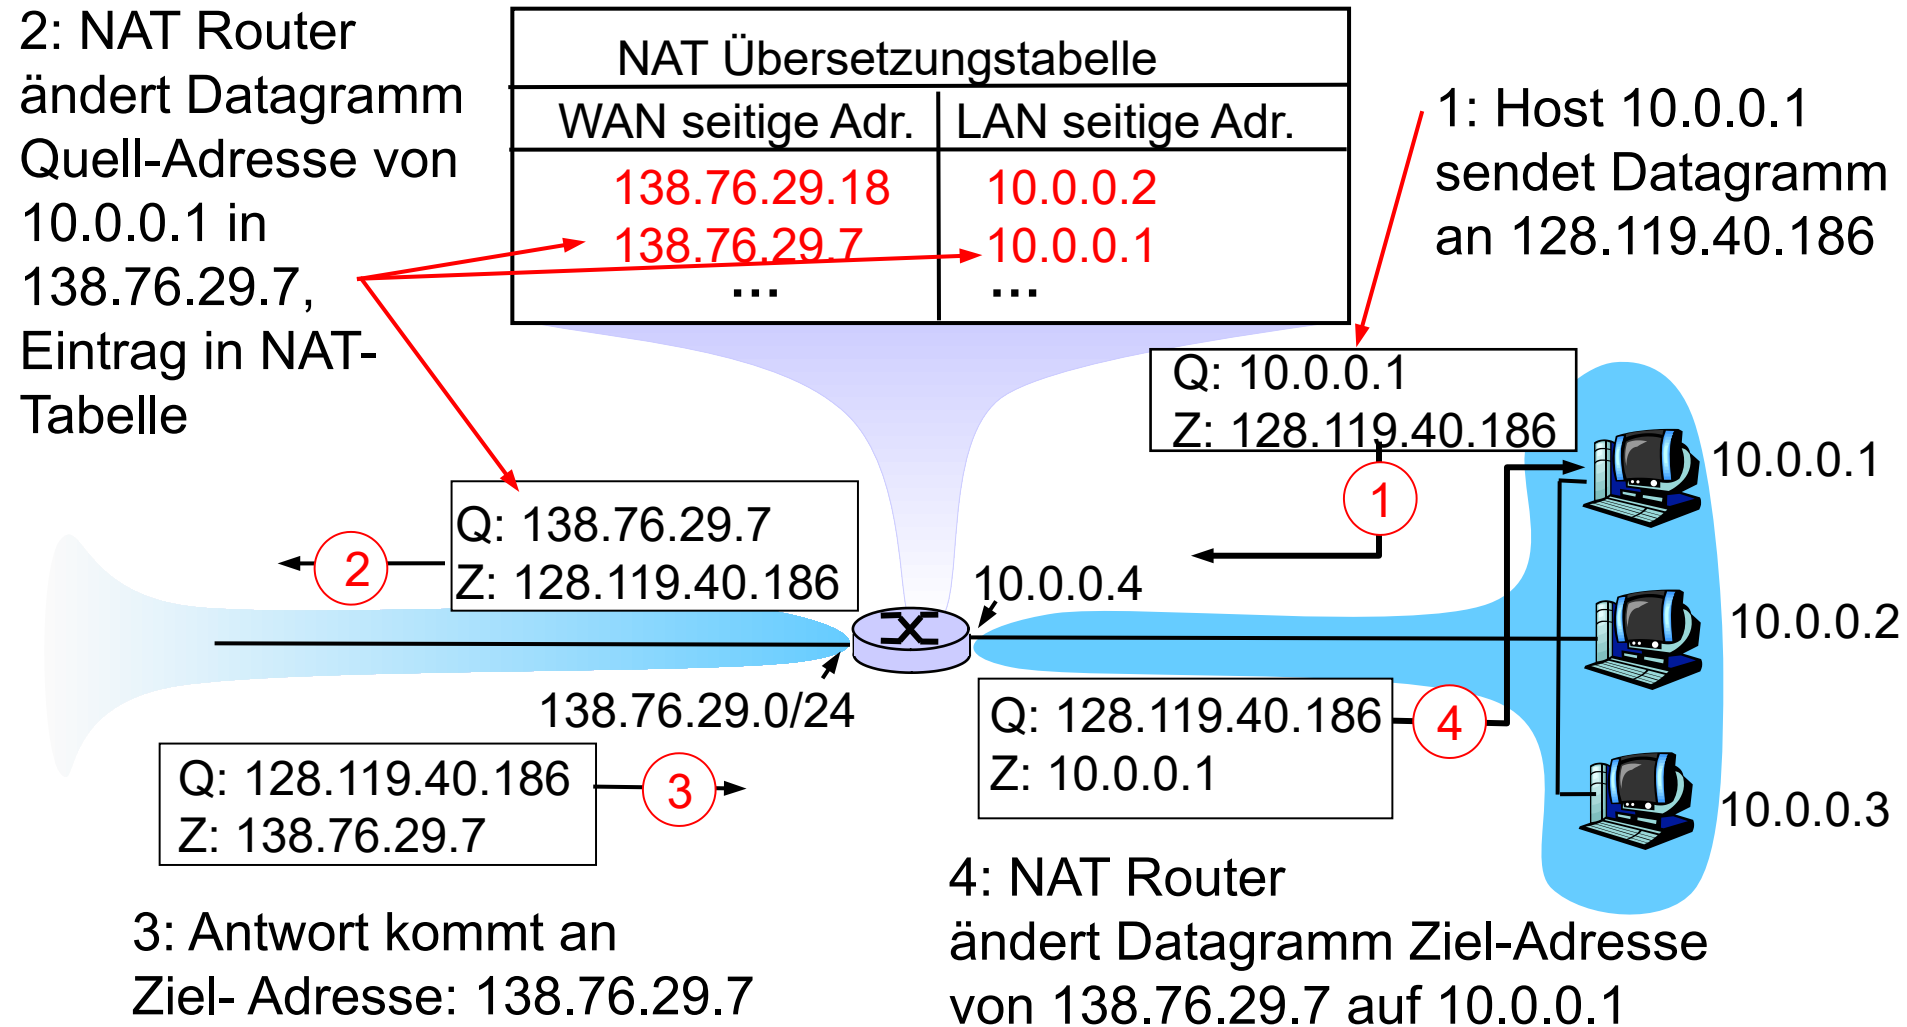 2: NAT Router
ändert Datagramm
Quell-Adresse von
10.0.0.1 in
138.76.29.7,
Eintrag in NAT-
Tabelle
NAT Übersetzungstabelle
WAN seitige Adr. LAN seitige Adr.
138.76.29.18 10.0.0.2
138.76.29.7 10.0.0.1
... ...
1: Host 10.0.0.1
sendet Datagramm
an 128.119.40.186
Q: 10.0.0.1
Z: 128.119.40.186
1
10.0.0.1
Q: 138.76.29.7
Z: 128.119.40.186
2
10.0.0.4
10.0.0.2
138.76.29.0/24
Q: 128.119.40.186
Z: 10.0.0.1
4
Q: 128.119.40.186
Z: 138.76.29.7
3
10.0.0.3
3: Antwort kommt an
Ziel- Adresse: 138.76.29.7
4: NAT Router
ändert Datagramm Ziel-Adresse
von 138.76.29.7 auf 10.0.0.1